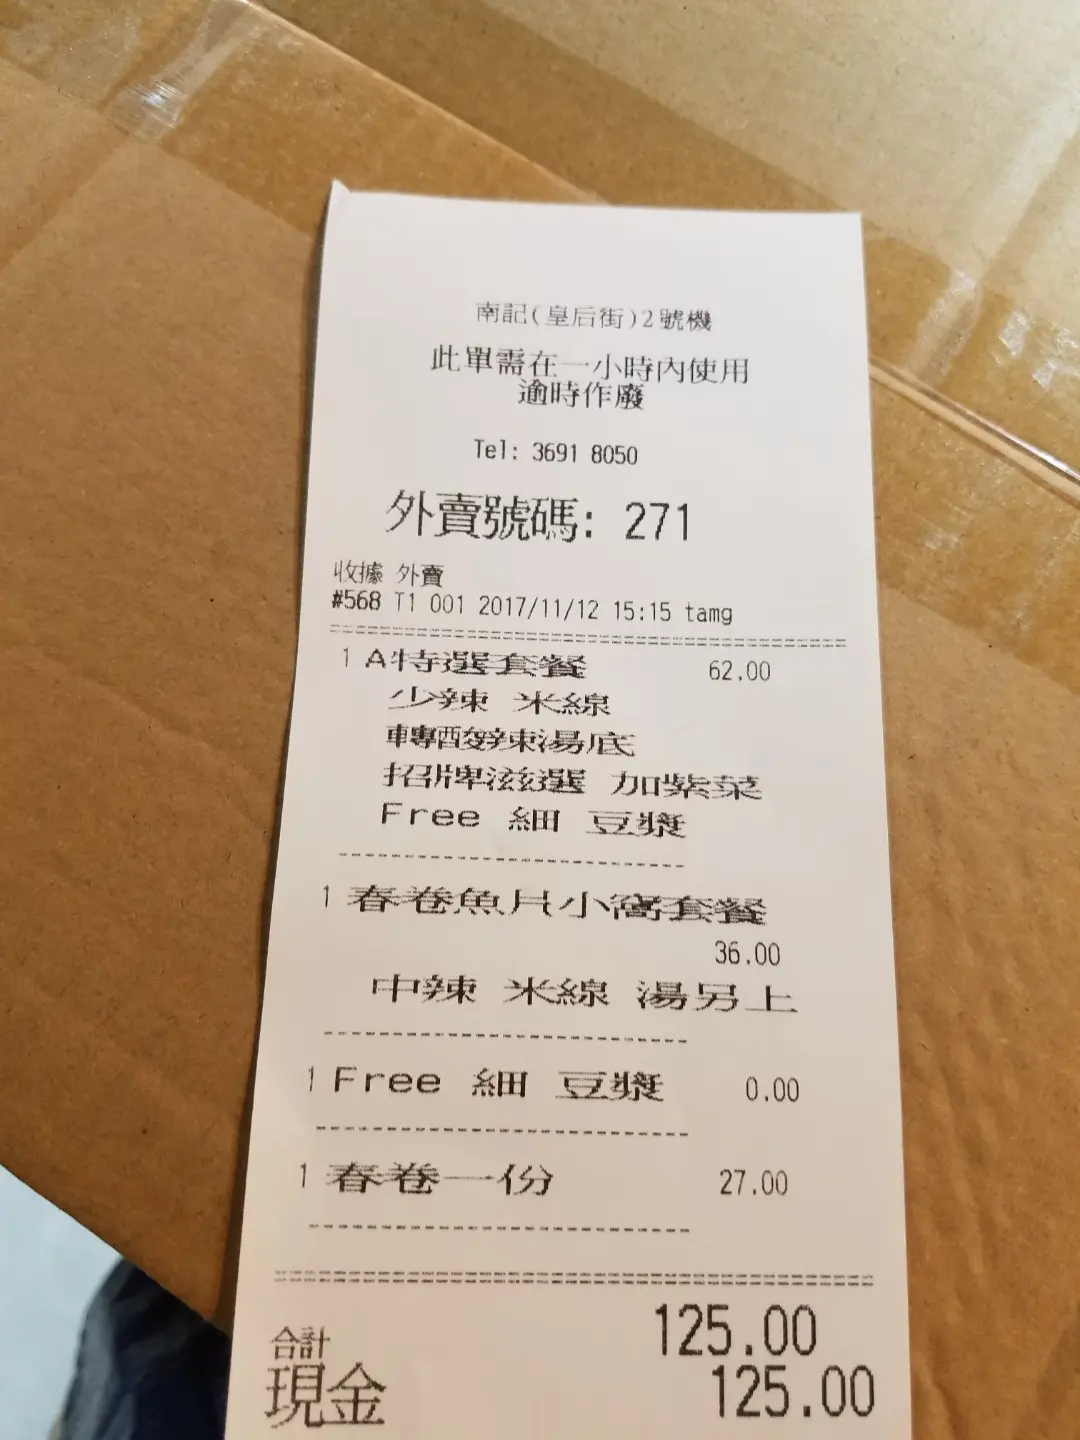 南記(皇后街)2號機
此單需在一小時內使用
逾時作廢
Tel: 3691 8050
外賣號碼: 271
收據 外賣
#568 T1 001 2017/11/12 15:15 tamg
1 A特選套餐 62.00
少辣 米線
轉酸辣湯底
招牌滋選 加紫菜
Free 細 豆漿
1 春卷魚片小窩套餐
36.00
中辣 米線 湯另上
1 Free 細 豆漿 0.00
1 春卷一份 27.00
合計 125.00
現金 125.00